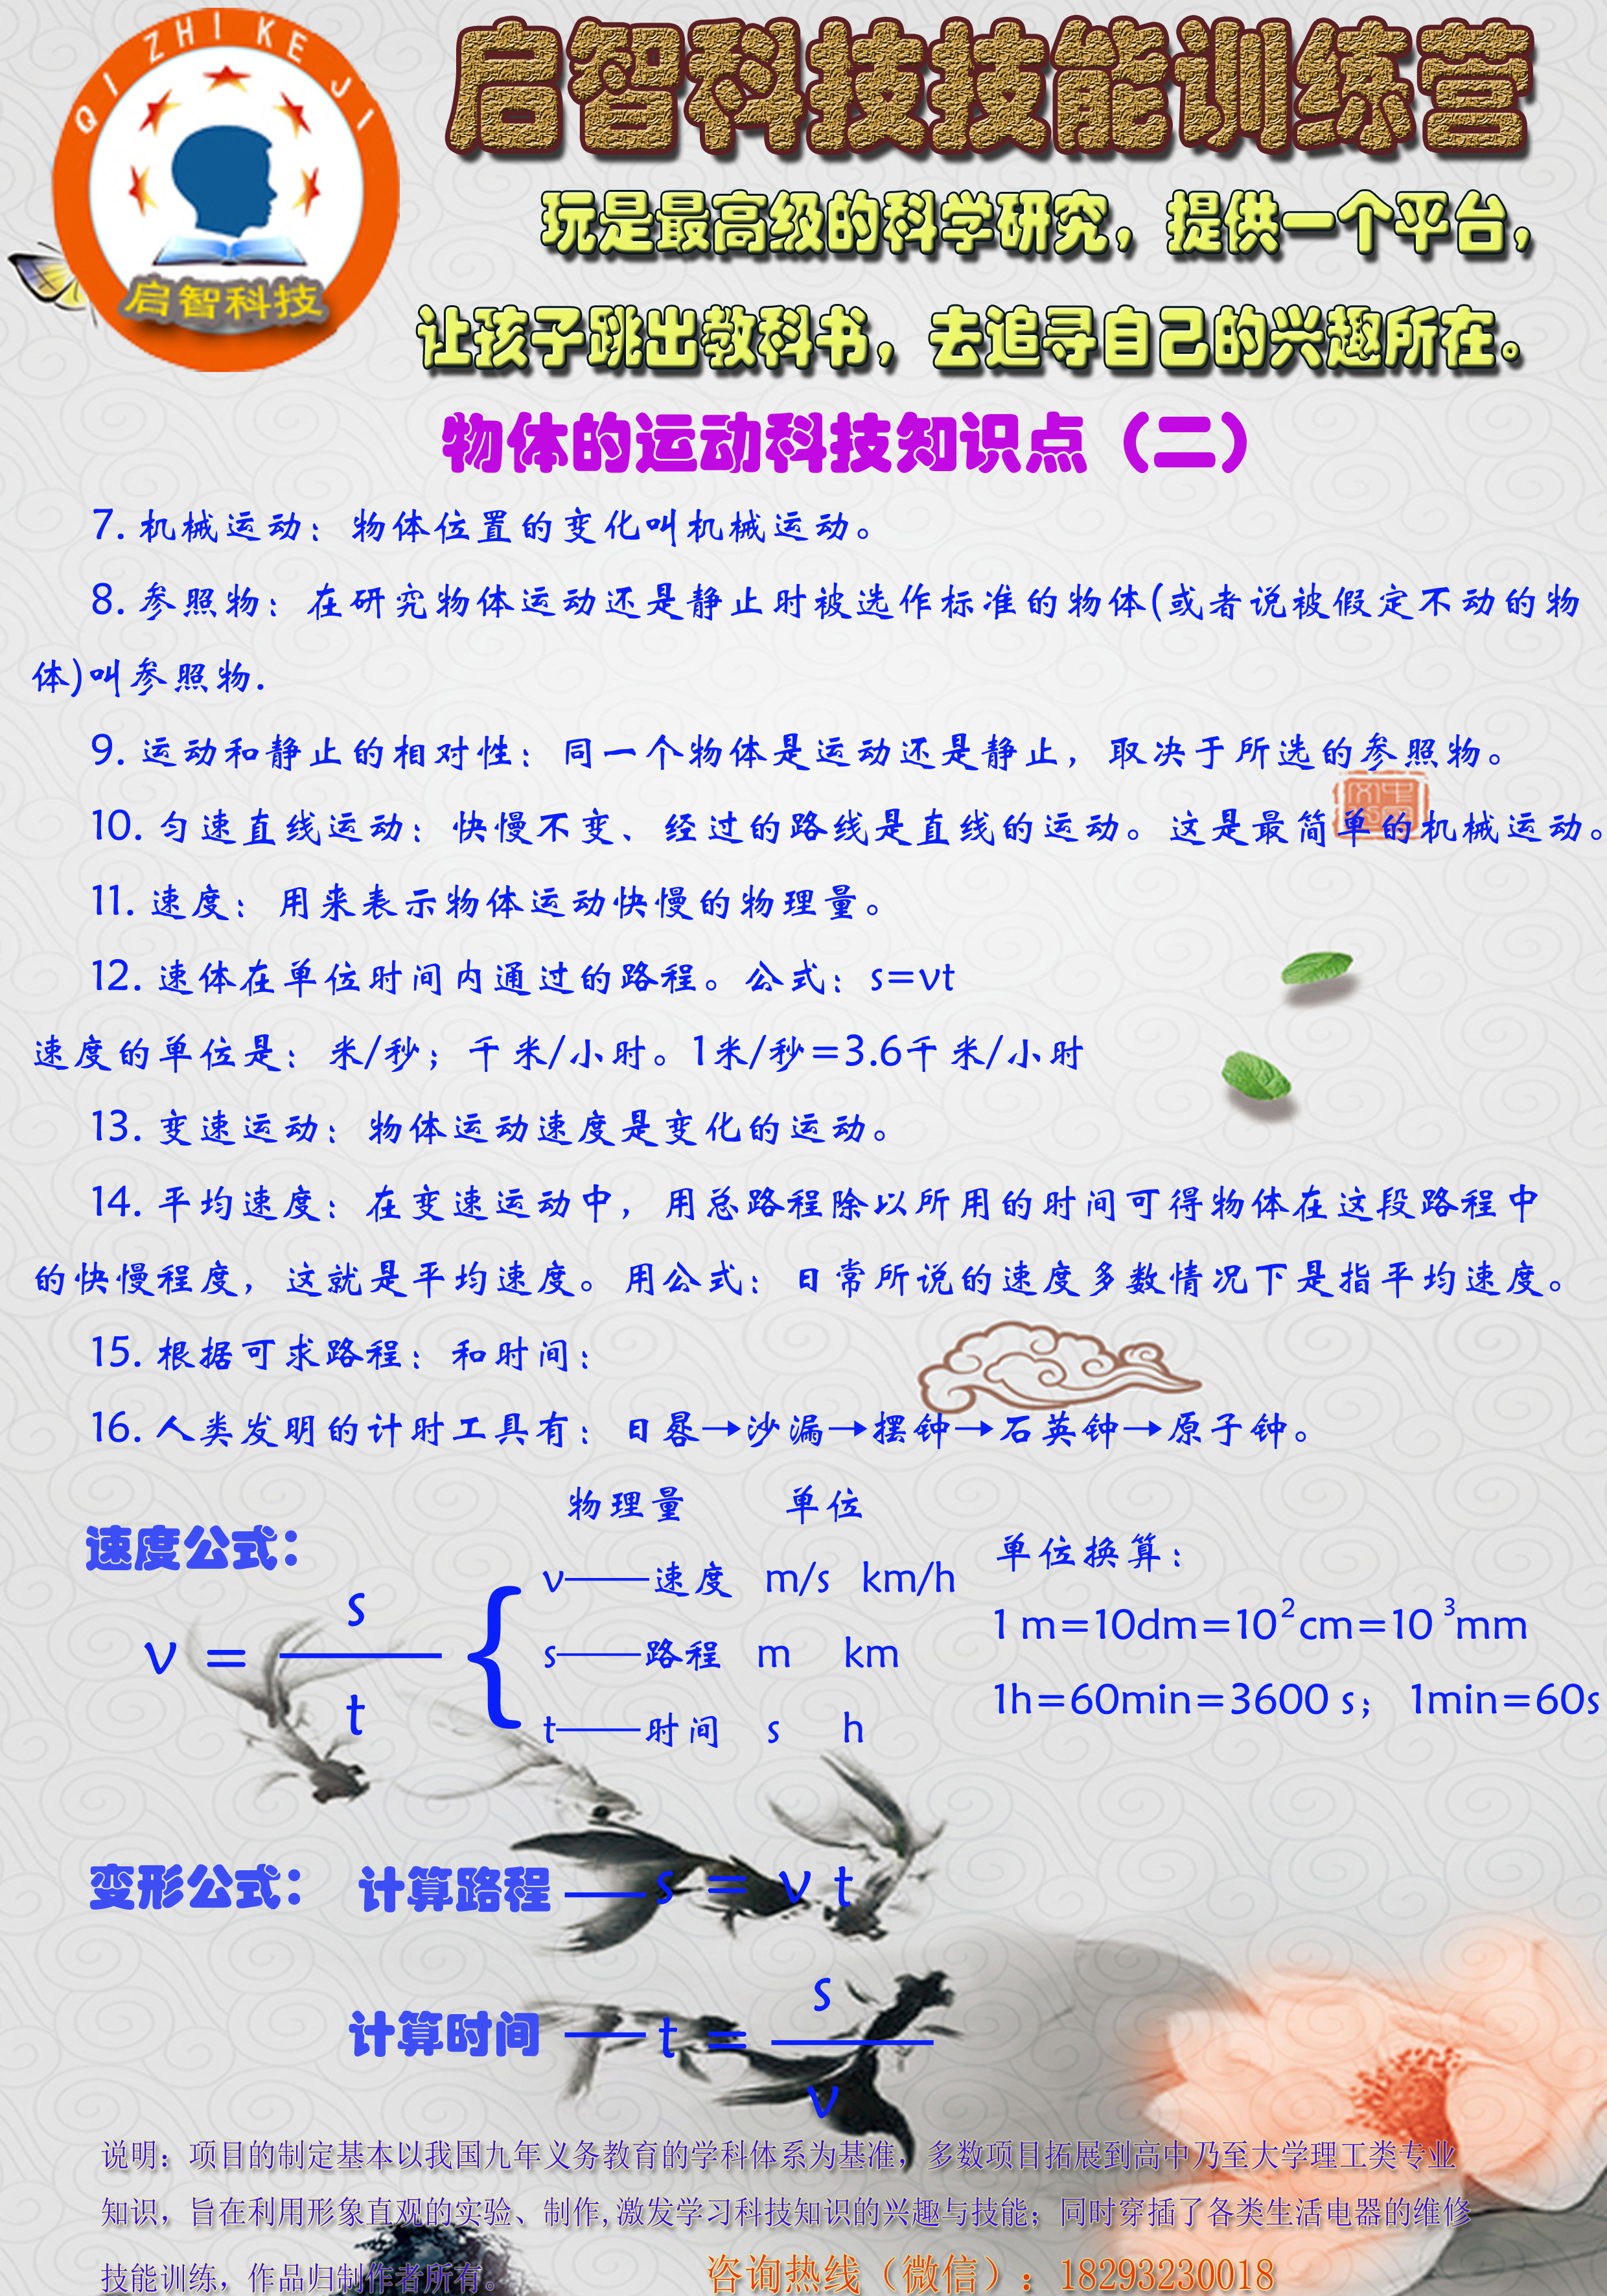 QI ZHI KE JI
启智科技
启智科技技能训练营
玩是最高级的科学研究，提供一个平台，
让孩子跳出教科书，去追寻自己的兴趣所在。
物体的运动科技知识点（二）
7. 机械运动：物体位置的变化叫机械运动。
8. 参照物：在研究物体运动还是静止时被选作标准的物体(或者说被假定不动的物
体)叫参照物.
9. 运动和静止的相对性：同一个物体是运动还是静止，取决于所选的参照物。
10. 匀速直线运动：快慢不变、经过的路线是直线的运动。这是最简单的机械运动。
11. 速度：用来表示物体运动快慢的物理量。
12. 速体在单位时间内通过的路程。公式：s=vt
速度的单位是：米/秒；千米/小时。1米/秒=3.6千米/小时
13. 变速运动：物体运动速度是变化的运动。
14. 平均速度：在变速运动中，用总路程除以所用的时间可得物体在这段路程中
的快慢程度，这就是平均速度。用公式：日常所说的速度多数情况下是指平均速度。
15. 根据可求路程：和时间：
16. 人类发明的计时工具有：日晷→沙漏→摆钟→石英钟→原子钟。
速度公式：
v = s/t {
物理量 单位
v——速度 m/s km/h
s——路程 m km
t——时间 s h
单位换算：
1 m=10dm=10²cm=10³mm
1h=60min=3600 s； 1min=60s
变形公式： 计算路程 ——s = v t
计算时间 ——t = s/v
说明：项目的制定基本以我国九年义务教育的学科体系为基准，多数项目拓展到高中乃至大学理工类专业
知识，旨在利用形象直观的实验、制作,激发学习科技知识的兴趣与技能；同时穿插了各类生活电器的维修
技能训练，作品归制作者所有。 咨询热线（微信）：18293230018